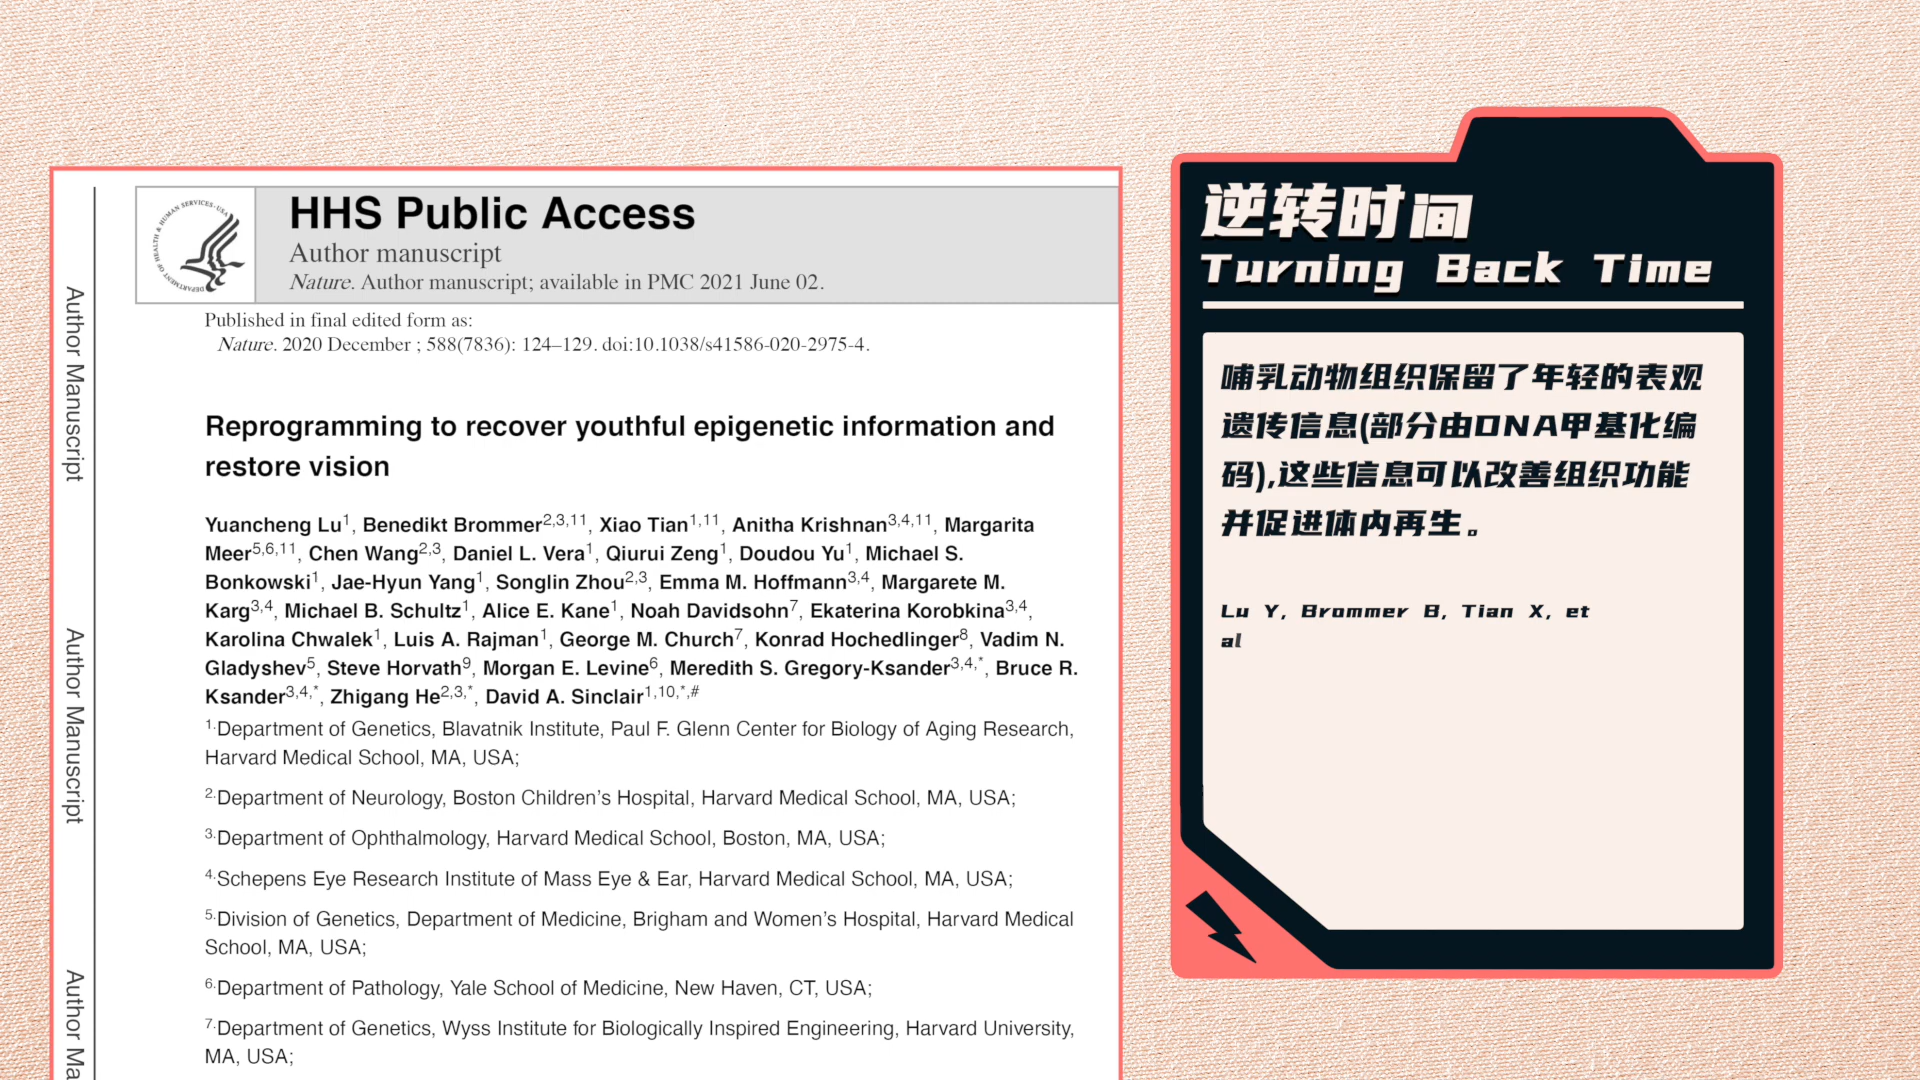 HHS Public Access
Author manuscript
Nature. Author manuscript; available in PMC 2021 June 02.
DEPARTMENT OF HEALTH & HUMAN SERVICES·USA
Published in final edited form as:
Nature. 2020 December ; 588(7836): 124–129. doi:10.1038/s41586-020-2975-4.
Reprogramming to recover youthful epigenetic information and
restore vision
Yuancheng Lu1, Benedikt Brommer2,3,11, Xiao Tian1,11, Anitha Krishnan3,4,11, Margarita
Meer5,6,11, Chen Wang2,3, Daniel L. Vera1, Qiurui Zeng1, Doudou Yu1, Michael S.
Bonkowski1, Jae-Hyun Yang1, Songlin Zhou2,3, Emma M. Hoffmann3,4, Margarete M.
Karg3,4, Michael B. Schultz1, Alice E. Kane1, Noah Davidsohn7, Ekaterina Korobkina3,4,
Karolina Chwalek1, Luis A. Rajman1, George M. Church7, Konrad Hochedlinger8, Vadim N.
Gladyshev5, Steve Horvath9, Morgan E. Levine6, Meredith S. Gregory-Ksander3,4,*, Bruce R.
Ksander3,4,*, Zhigang He2,3,*, David A. Sinclair1,10,*,#
1.Department of Genetics, Blavatnik Institute, Paul F. Glenn Center for Biology of Aging Research,
Harvard Medical School, MA, USA;
2.Department of Neurology, Boston Children’s Hospital, Harvard Medical School, MA, USA;
3.Department of Ophthalmology, Harvard Medical School, Boston, MA, USA;
4.Schepens Eye Research Institute of Mass Eye & Ear, Harvard Medical School, MA, USA;
5.Division of Genetics, Department of Medicine, Brigham and Women’s Hospital, Harvard Medical
School, MA, USA;
6.Department of Pathology, Yale School of Medicine, New Haven, CT, USA;
7.Department of Genetics, Wyss Institute for Biologically Inspired Engineering, Harvard University,
MA, USA;
Author Manuscript
Author Manuscript
Author Ma
逆转时间
Turning Back Time
哺乳动物组织保留了年轻的表观
遗传信息(部分由DNA甲基化编
码),这些信息可以改善组织功能
并促进体内再生。
Lu Y, Brommer B, Tian X, et
al